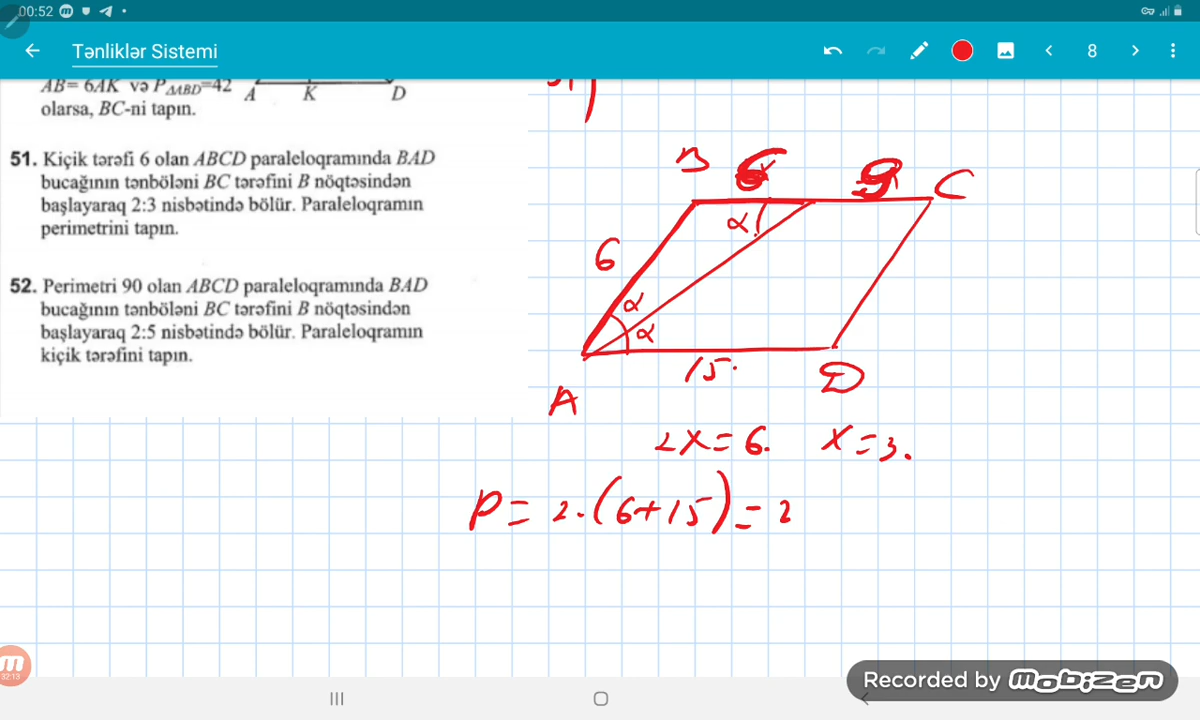 00:52
Tənliklər Sistemi
8
AB= 6AK və P ABD=42
olarsa, BC-ni tapın.
A K D
51. Kiçik tərəfi 6 olan ABCD paraleloqramında BAD
bucağının tənböləni BC tərəfini B nöqtəsindən
başlayaraq 2:3 nisbətində bölür. Paraleloqramın
perimetrini tapın.
52. Perimetri 90 olan ABCD paraleloqramında BAD
bucağının tənböləni BC tərəfini B nöqtəsindən
başlayaraq 2:5 nisbətində bölür. Paraleloqramın
kiçik tərəfini tapın.
B 6 9 C
α
6
α
α
15.
A D
2x=6. x=3.
P=2.(6+15)=2
32:13
Recorded by mobizen